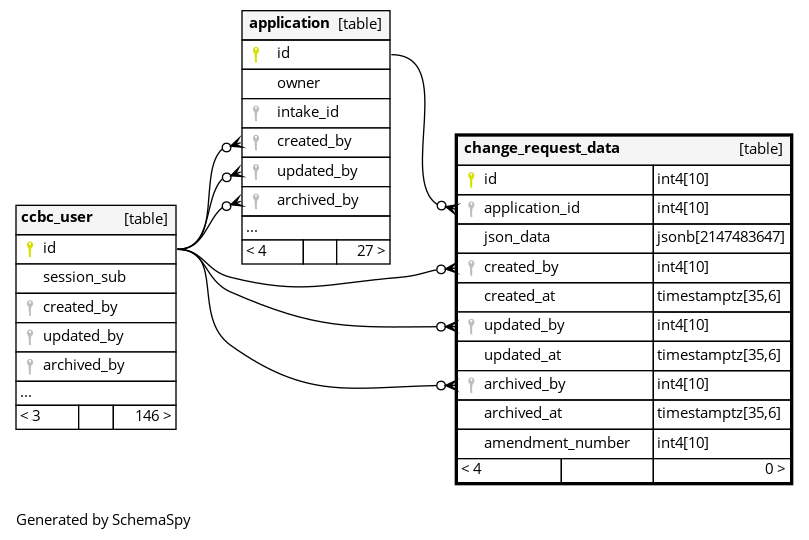 application [table]
id
owner
intake_id
created_by
updated_by
archived_by
...
< 4 27 >
change_request_data [table]
id int4[10]
application_id int4[10]
json_data jsonb[2147483647]
created_by int4[10]
created_at timestamptz[35,6]
updated_by int4[10]
updated_at timestamptz[35,6]
archived_by int4[10]
archived_at timestamptz[35,6]
amendment_number int4[10]
< 4 0 >
ccbc_user [table]
id
session_sub
created_by
updated_by
archived_by
...
< 3 146 >
Generated by SchemaSpy